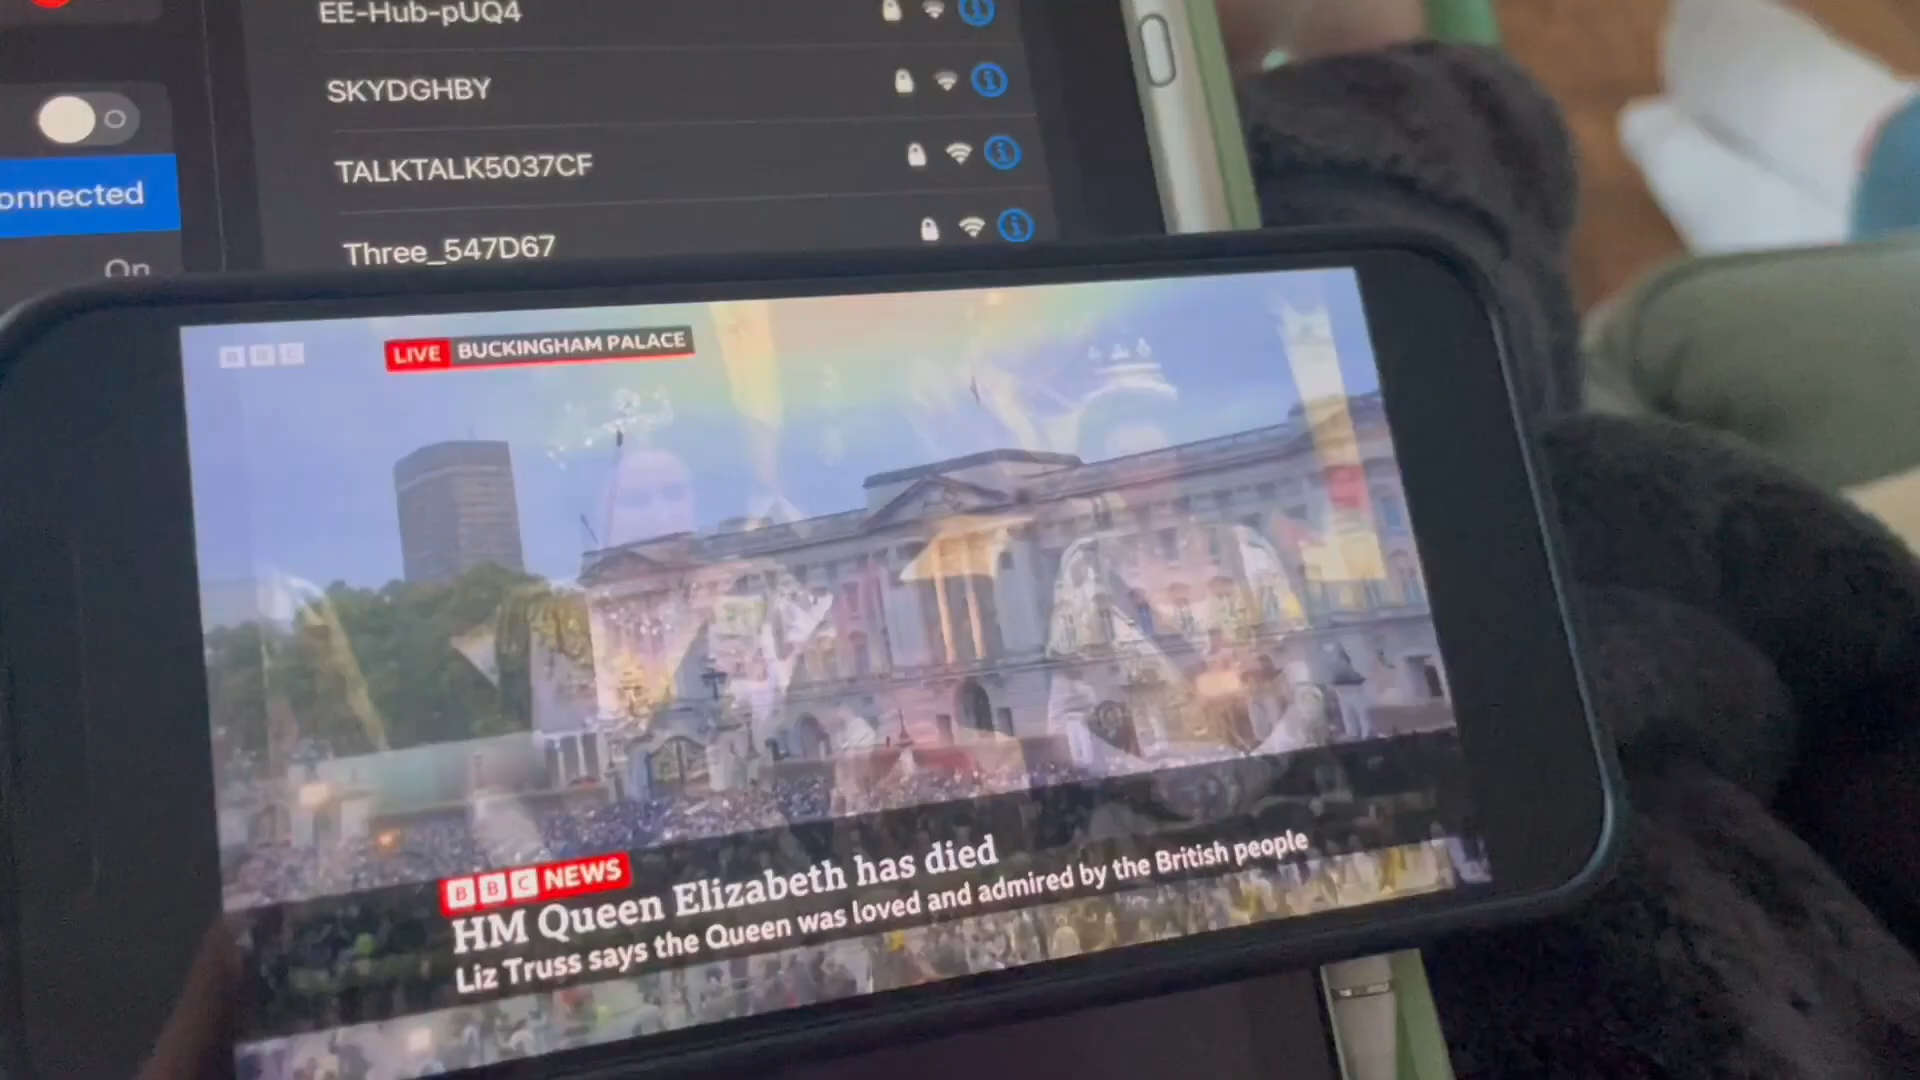 EE-Hub-pUQ4
SKYDGHBY
TALKTALK5037CF
Three_547D67
onnected
On
BBC
LIVE BUCKINGHAM PALACE
BBC NEWS
HM Queen Elizabeth has died
Liz Truss says the Queen was loved and admired by the British people